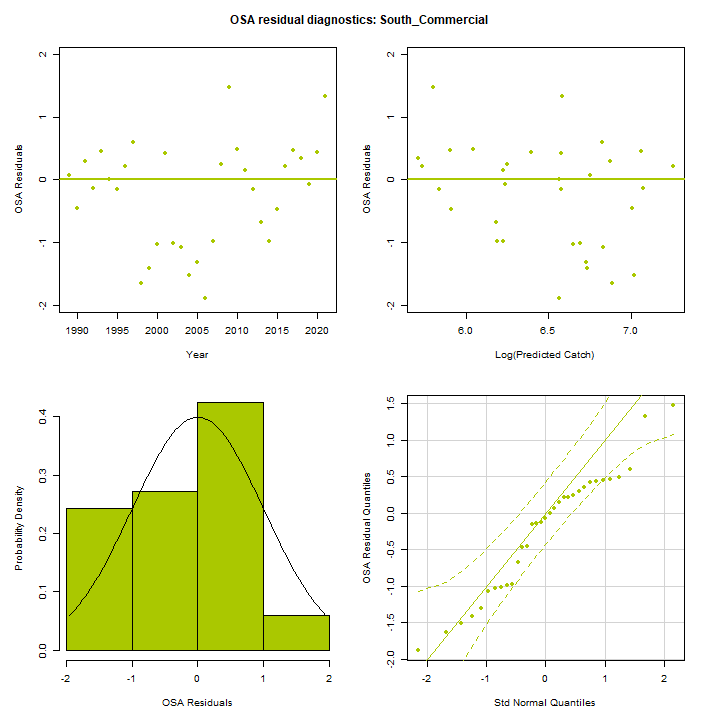 OSA residual diagnostics: South_Commercial
2
1
0
-1
-2
OSA Residuals
1990 1995 2000 2005 2010 2015 2020
Year
2
1
0
-1
-2
OSA Residuals
6.0 6.5 7.0
Log(Predicted Catch)
0.4
0.3
0.2
0.1
0.0
Probability Density
-2 -1 0 1 2
OSA Residuals
1.5
1.0
0.5
0.0
-0.5
-1.0
-1.5
-2.0
OSA Residual Quantiles
-2 -1 0 1 2
Std Normal Quantiles